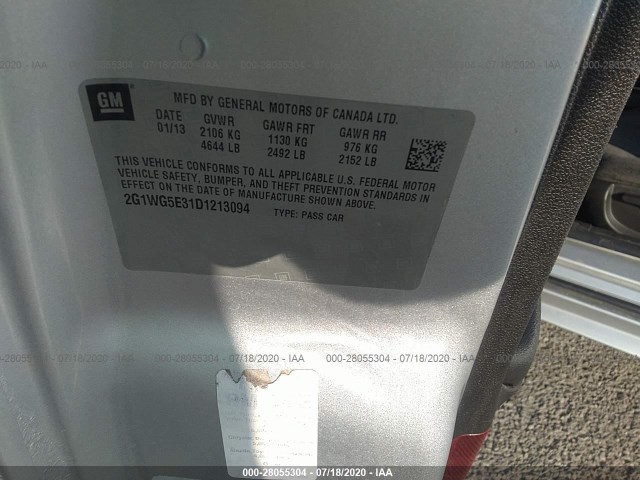 000-28055304 - 07/18/2020 - IAA
GM
MFD BY GENERAL MOTORS OF CANADA LTD.
DATE GVWR GAWR FRT GAWR RR
01/13 2106 KG 1130 KG 976 KG
4644 LB 2492 LB 2152 LB
THIS VEHICLE CONFORMS TO ALL APPLICABLE U.S. FEDERAL MOTOR
VEHICLE SAFETY, BUMPER, AND THEFT PREVENTION STANDARDS
IN EFFECT ON THE DATE OF MANUFACTURE SHOWN ABOVE.
2G1WG5E31D1213094 TYPE: PASS CAR
000-28055304 - 07/18/2020 - IAA
000-28055304 - 07/18/2020 - IAA